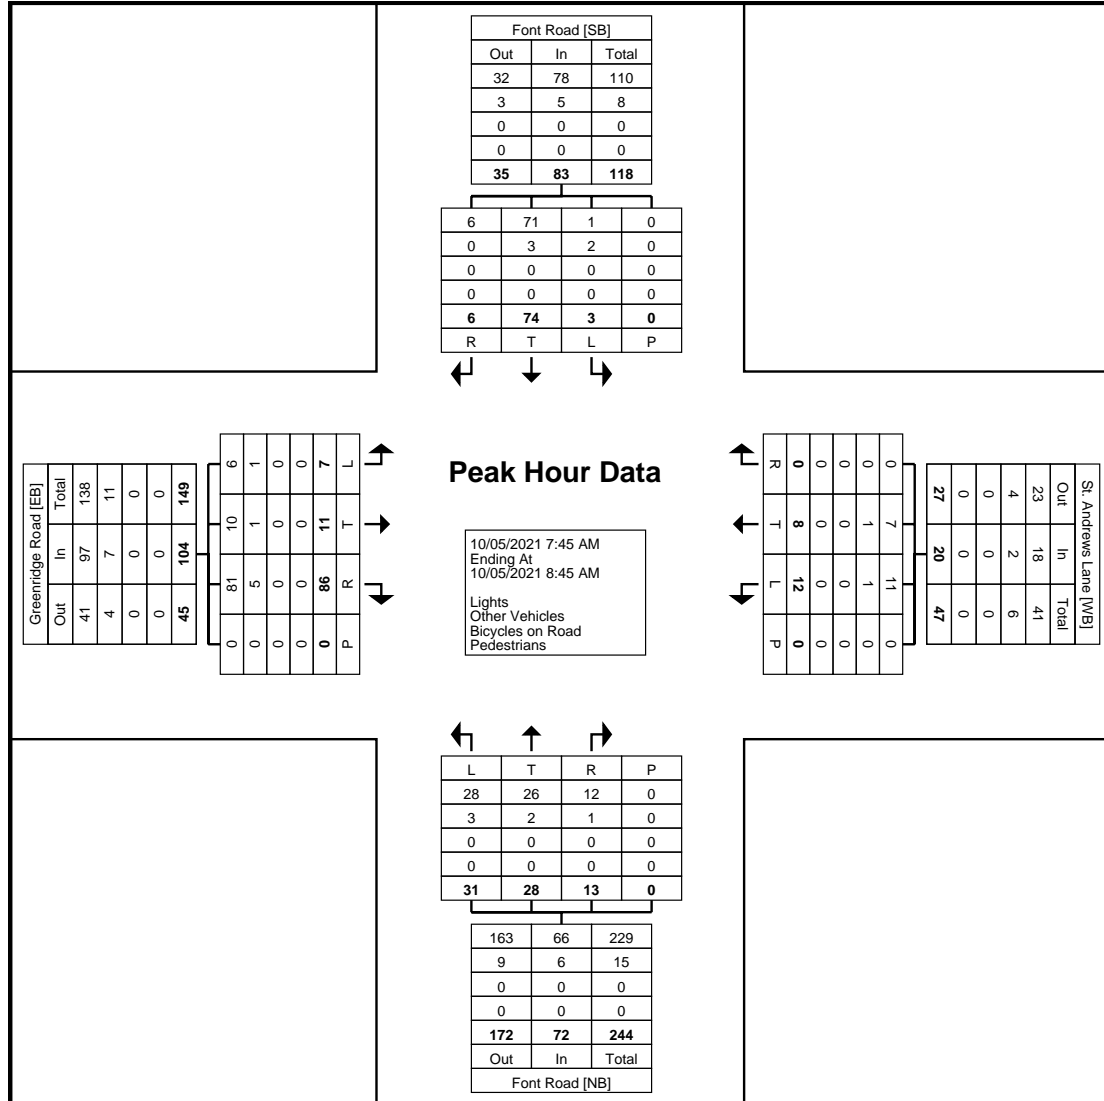 Font Road [SB]
Out In Total
32 78 110
3 5 8
0 0 0
0 0 0
35 83 118
6 71 1 0
0 3 2 0
0 0 0 0
0 0 0 0
6 74 3 0
R T L P
Greenridge Road [EB]
Total 138 11 0 0 149
In 97 7 0 0 104
Out 41 4 0 0 45
6 1 0 0 7 L
10 1 0 0 11 T
81 5 0 0 86 R
0 0 0 0 0 P
Peak Hour Data
10/05/2021 7:45 AM
Ending At
10/05/2021 8:45 AM
Lights
Other Vehicles
Bicycles on Road
Pedestrians
R 0 0 0 0 0
T 8 0 0 1 7
L 12 0 0 1 11
P 0 0 0 0 0
St. Andrews Lane [WB]
27 0 0 4 23 Out
20 0 0 2 18 In
47 0 0 6 41 Total
L T R P
28 26 12 0
3 2 1 0
0 0 0 0
0 0 0 0
31 28 13 0
163 66 229
9 6 15
0 0 0
0 0 0
172 72 244
Out In Total
Font Road [NB]